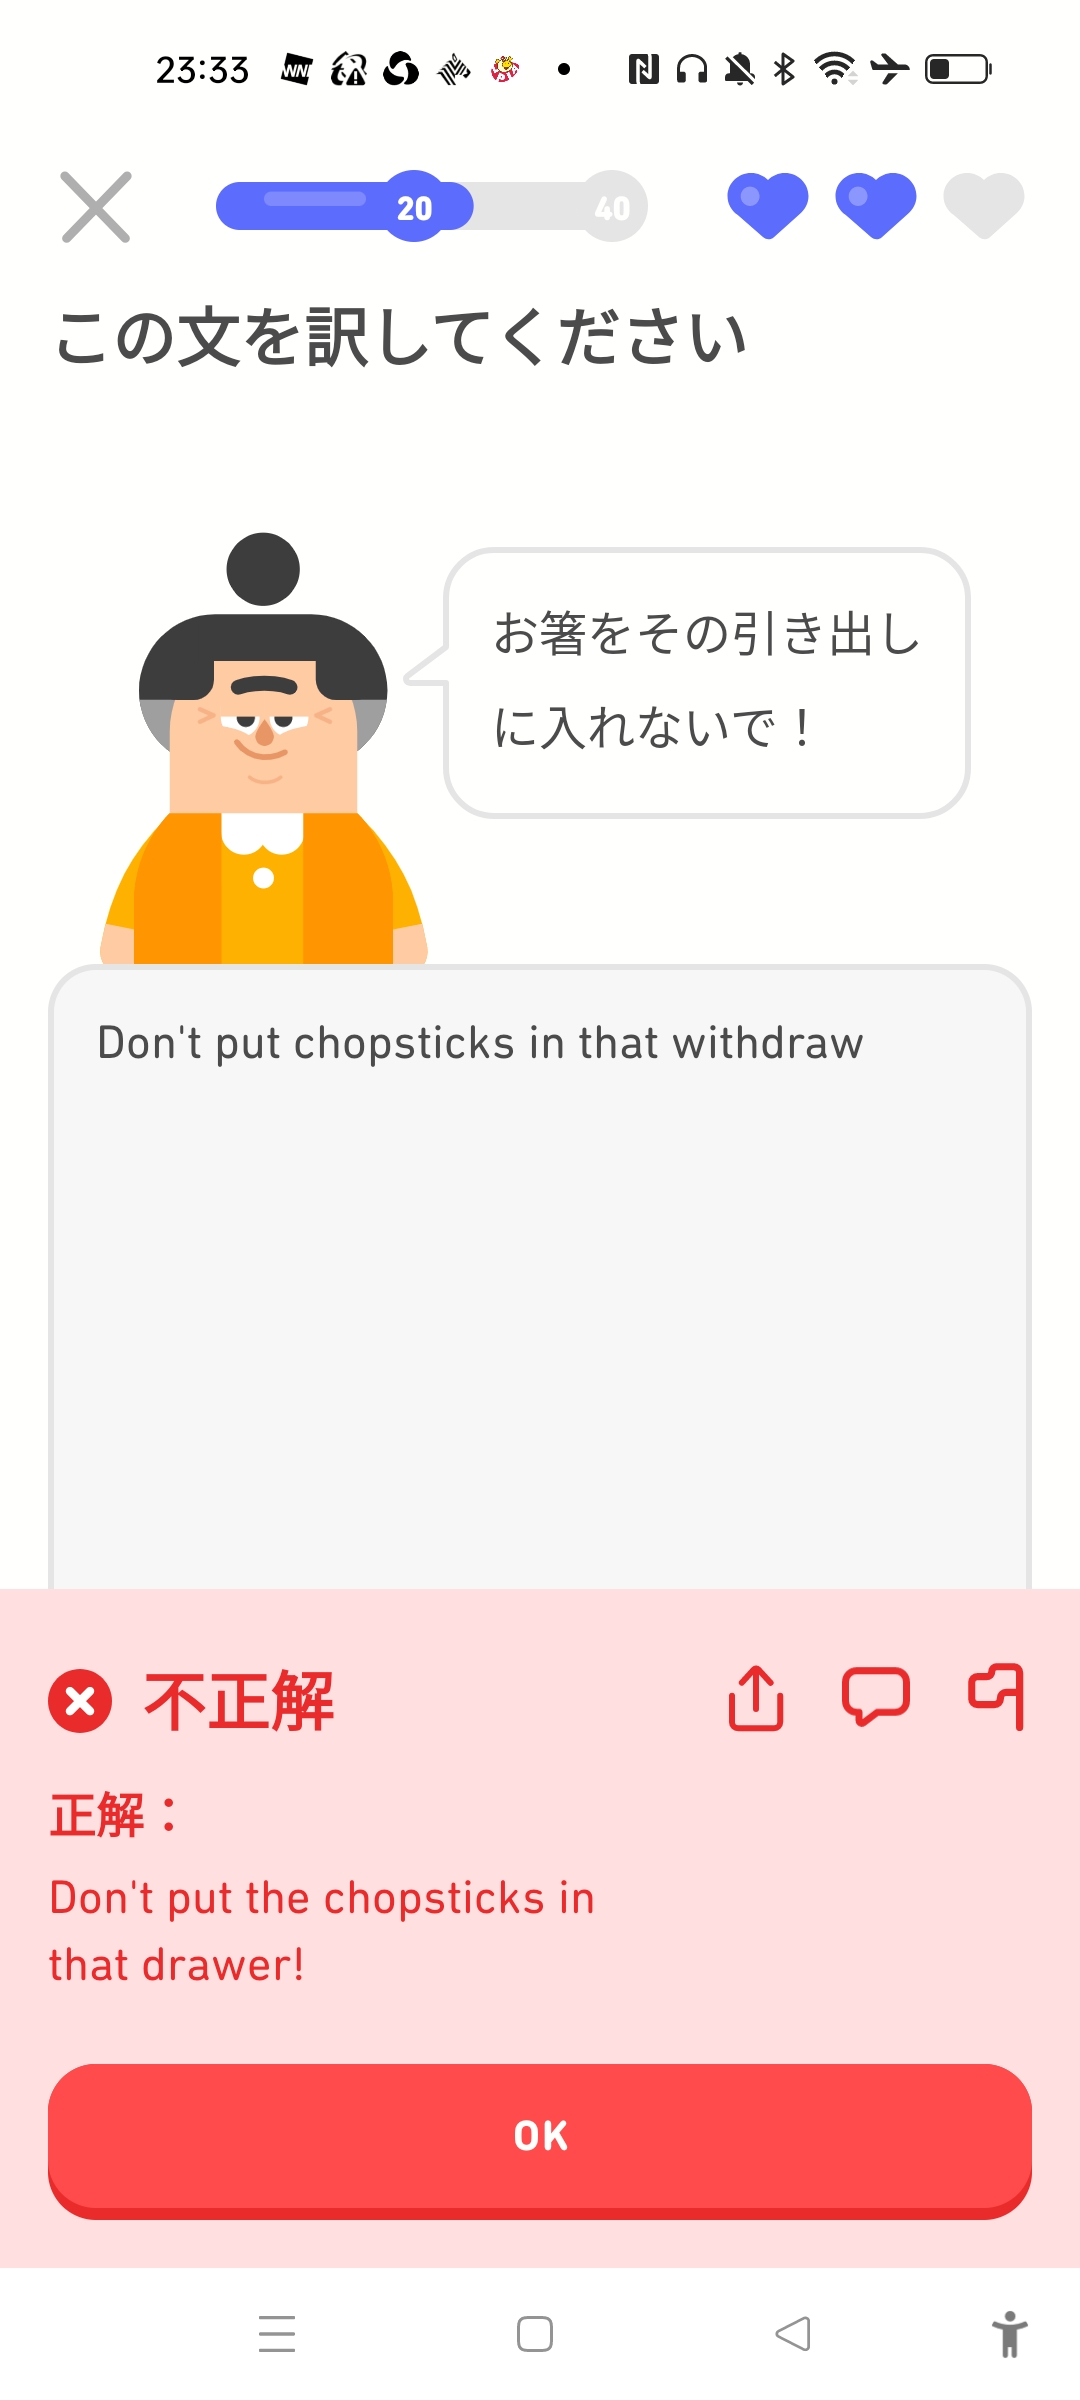 23:33
20
40
この文を訳してください
お箸をその引き出し
に入れないで！
Don't put chopsticks in that withdraw
不正解
正解：
Don't put the chopsticks in
that drawer!
OK